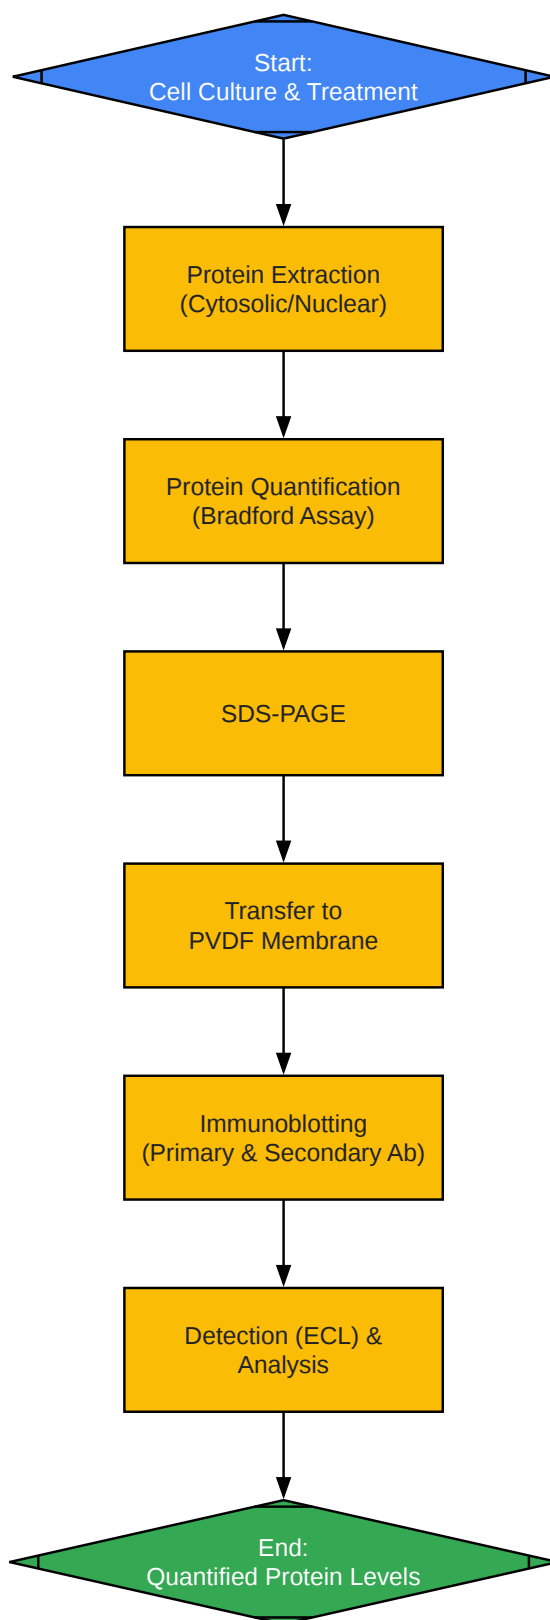 Start:
Cell Culture & Treatment
Protein Extraction
(Cytosolic/Nuclear)
Protein Quantification
(Bradford Assay)
SDS-PAGE
Transfer to
PVDF Membrane
Immunoblotting
(Primary & Secondary Ab)
Detection (ECL) &
Analysis
End:
Quantified Protein Levels